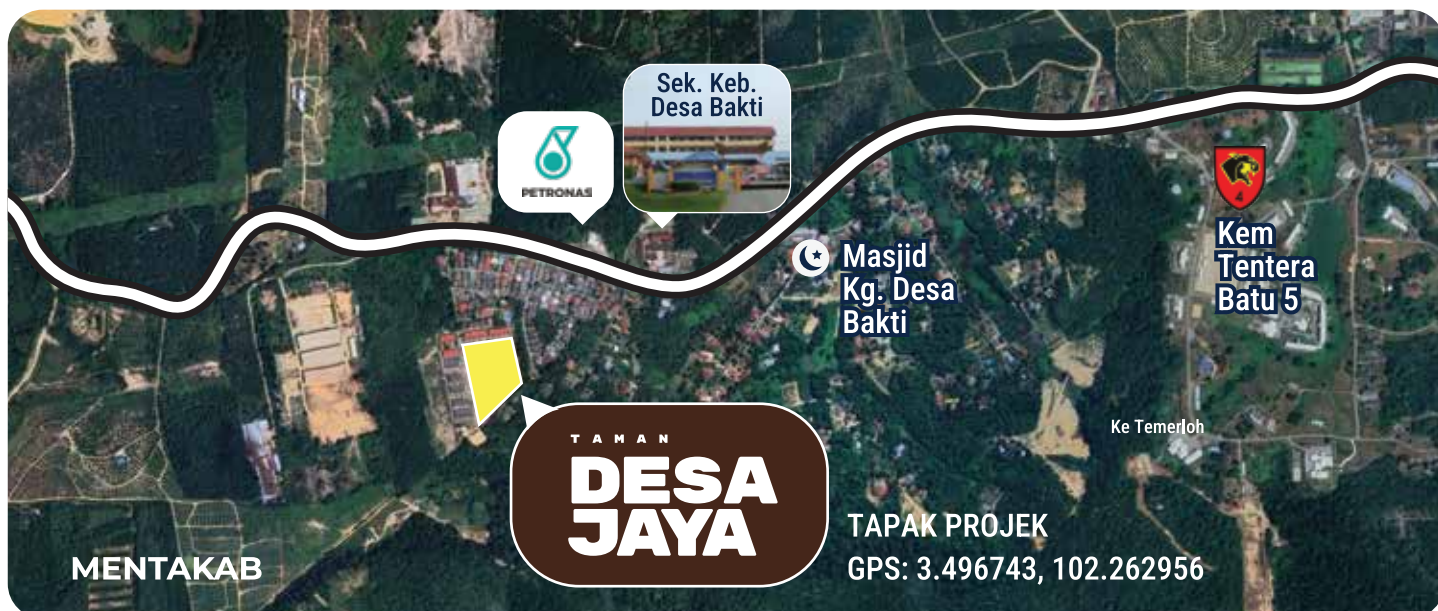 Sek. Keb.
Desa Bakti
PETRONAS
4
Kem
Tentera
Batu 5
Masjid
Kg. Desa
Bakti
Ke Temerloh
TAMAN
DESA
JAYA
TAPAK PROJEK
GPS: 3.496743, 102.262956
MENTAKAB